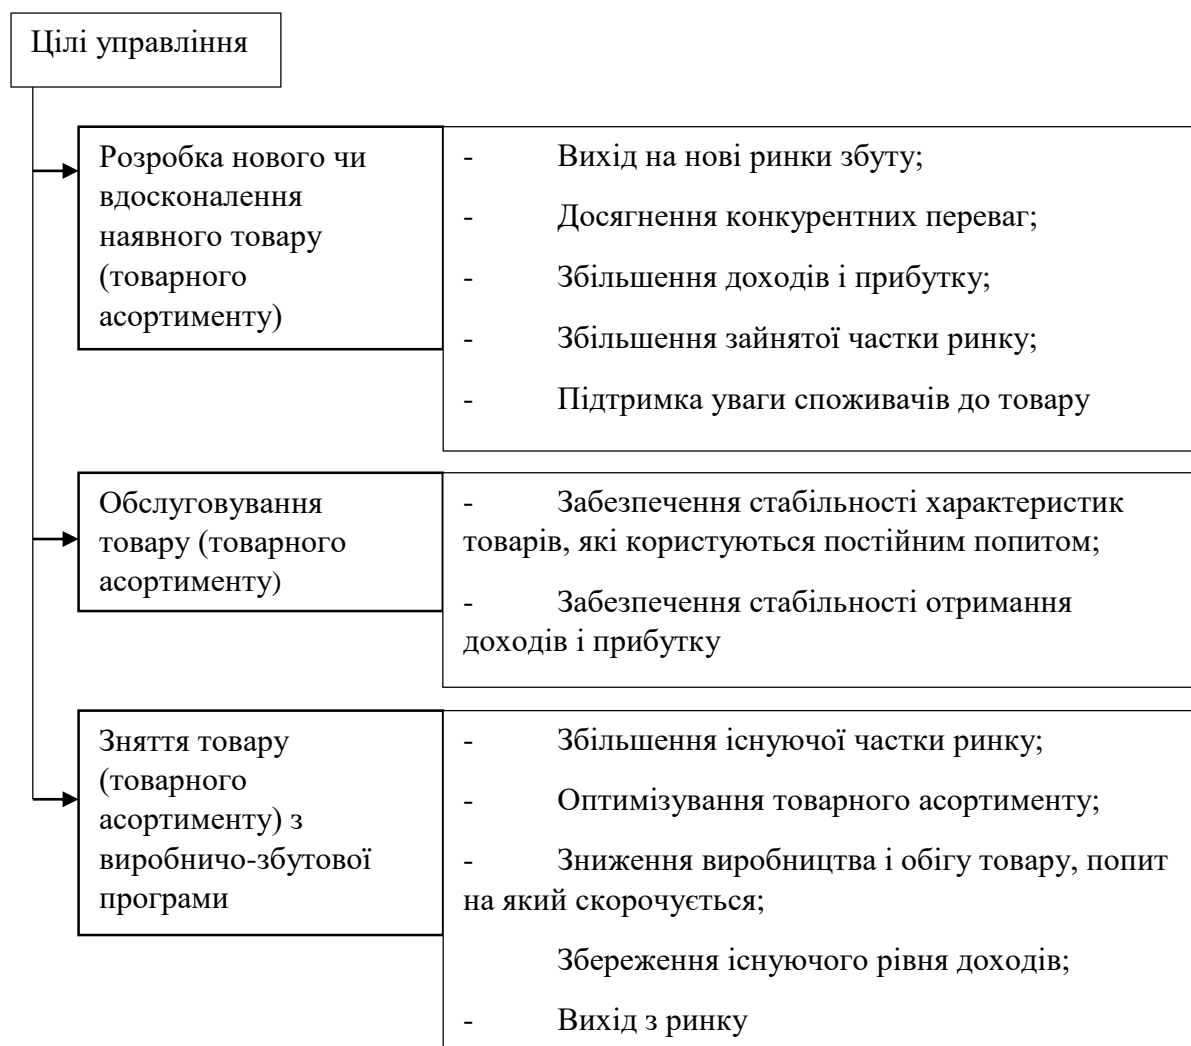 Цілі управління
Розробка нового чи
вдосконалення
наявного товару
(товарного
асортименту)
- Вихід на нові ринки збуту;
- Досягнення конкурентних переваг;
- Збільшення доходів і прибутку;
- Збільшення зайнятої частки ринку;
- Підтримка уваги споживачів до товару
Обслуговування
товару (товарного
асортименту)
- Забезпечення стабільності характеристик
товарів, які користуються постійним попитом;
- Забезпечення стабільності отримання
доходів і прибутку
Зняття товару
(товарного
асортименту) з
виробничо-збутової
програми
- Збільшення існуючої частки ринку;
- Оптимізування товарного асортименту;
- Зниження виробництва і обігу товару, попит
на який скорочується;
Збереження існуючого рівня доходів;
- Вихід з ринку